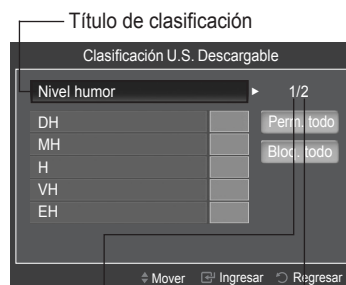 Título de clasificación
Clasificación U.S. Descargable
Nivel humor 1/2
DH Perm. todo
MH Bloq. todo
H
VH
EH
Mover Ingresar Regresar